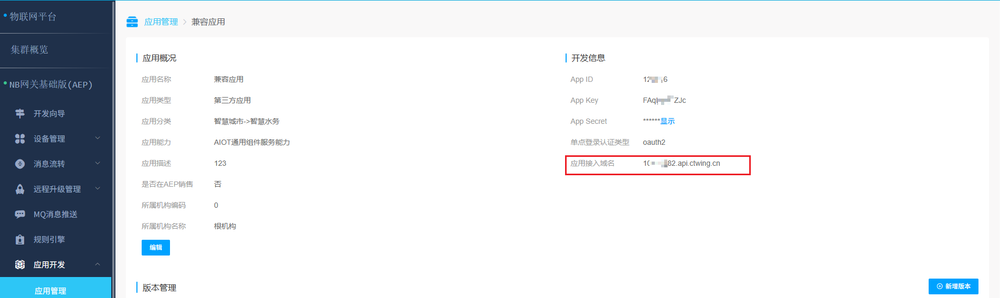 物联网平台
集群概览
NB网关基础版(AEP)
开发向导
设备管理
消息流转
远程升级管理
MQ消息推送
规则引擎
应用开发
应用管理
应用管理 > 兼容应用
应用概况
应用名称 兼容应用
应用类型 第三方应用
应用分类 智慧城市->智慧水务
应用能力 AIOT通用组件服务能力
应用描述 123
是否在AEP销售 否
所属机构编码 0
所属机构名称 根机构
编辑
开发信息
App ID 12 6
App Key FAql ZJc
App Secret ******显示
单点登录认证类型 oauth2
应用接入域名 10 82.api.ctwing.cn
版本管理
新增版本